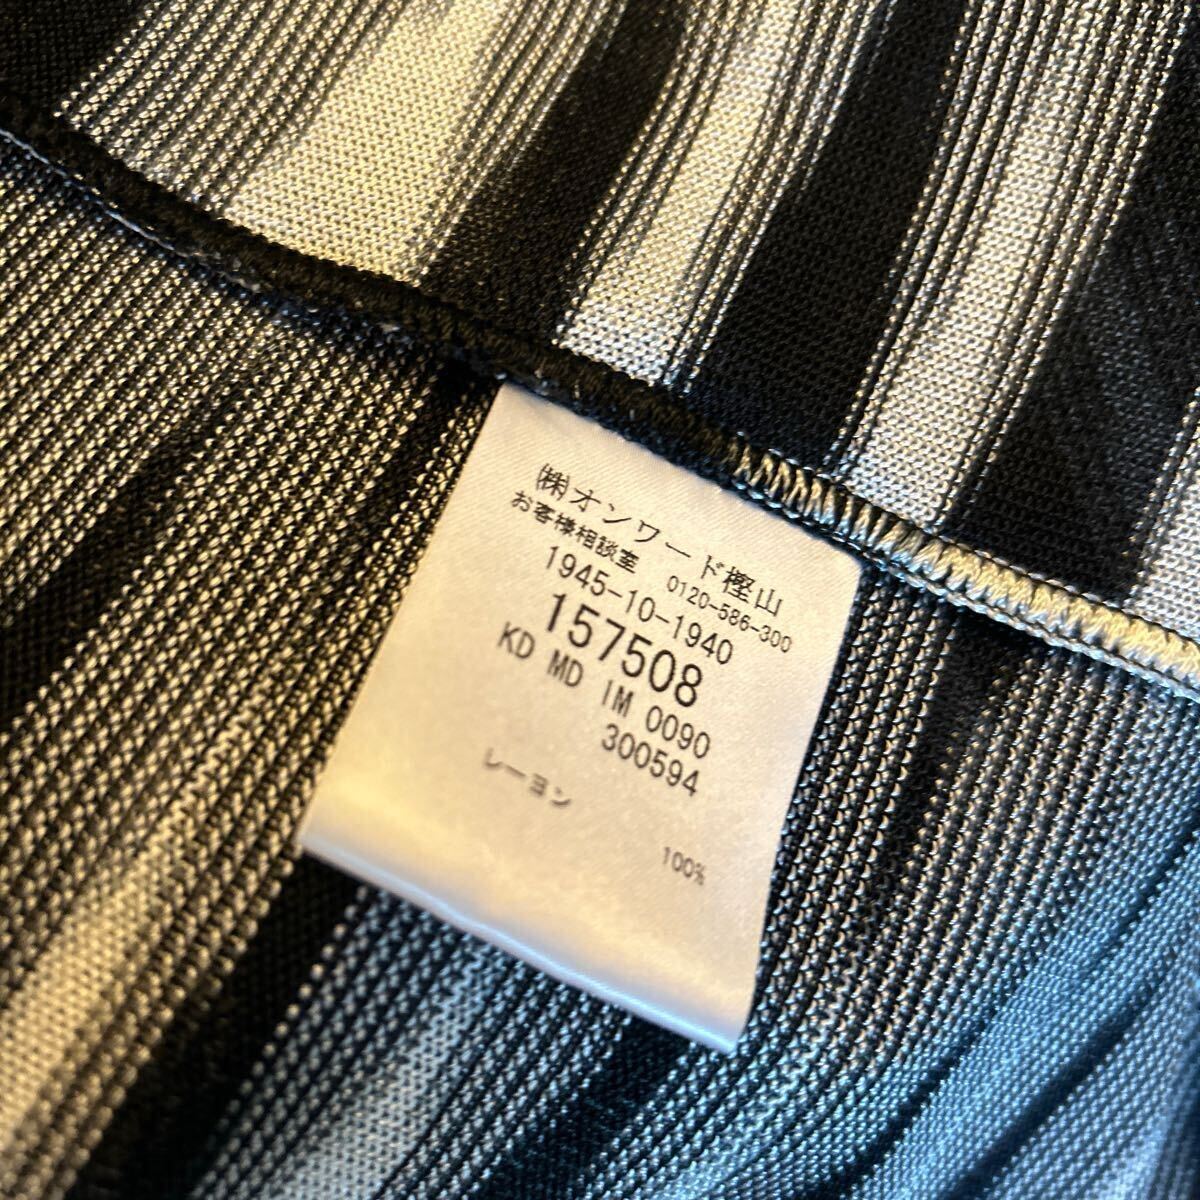 ㈱オンワード樫山
お客様相談室 0120-586-300
1945-10-1940
157508
KD MD IM 0090
300594
レーヨン 100%